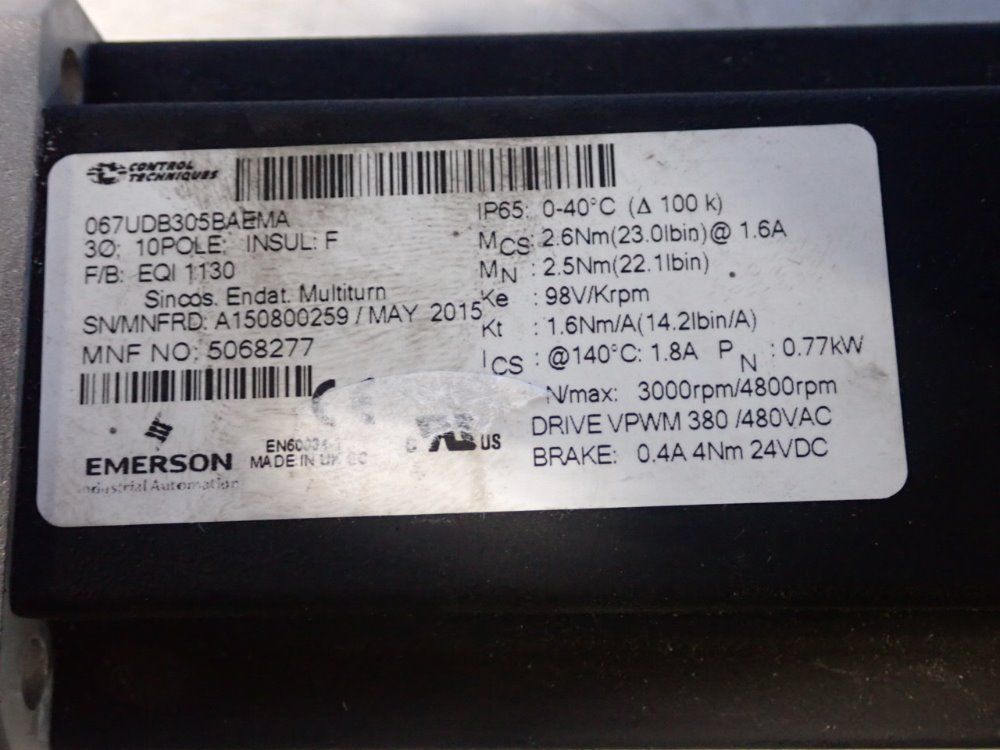 CONTROL
TECHNIQUES
067UDB305BAEMA
3Ø: 10POLE: INSUL: F
F/B: EQI 1130
Sincos. Endat. Multiturn
SN/MNFRD: A150800259 / MAY 2015
MNF NO: 5068277
EMERSON
Industrial Automation
EN60034-1
MADE IN UK
CE
C US
IP65: 0-40°C (Δ 100 k)
MCS: 2.6Nm(23.0lbin)@ 1.6A
MN : 2.5Nm(22.1lbin)
Ke : 98V/Krpm
Kt : 1.6Nm/A(14.2lbin/A)
ICS : @140°C: 1.8A PN : 0.77kW
N/max: 3000rpm/4800rpm
DRIVE VPWM 380 /480VAC
BRAKE: 0.4A 4Nm 24VDC